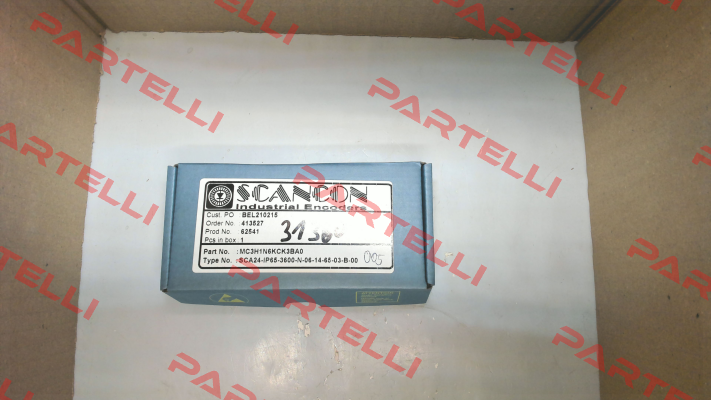 SCANCON
Industrial Encoders
Cust. PO BEL210215
Order No 413527
Prod No. 62541
Pcs in box : 1
Part No. : MC3H1N6KCK3BA0
Type No. : SCA24-IP65-3600-N-06-14-65-03-B-00
005
PARTELLI
PARTELLI
PARTELLI
PARTELLI
PARTELLI
PARTELLI
PARTELLI
PARTELLI